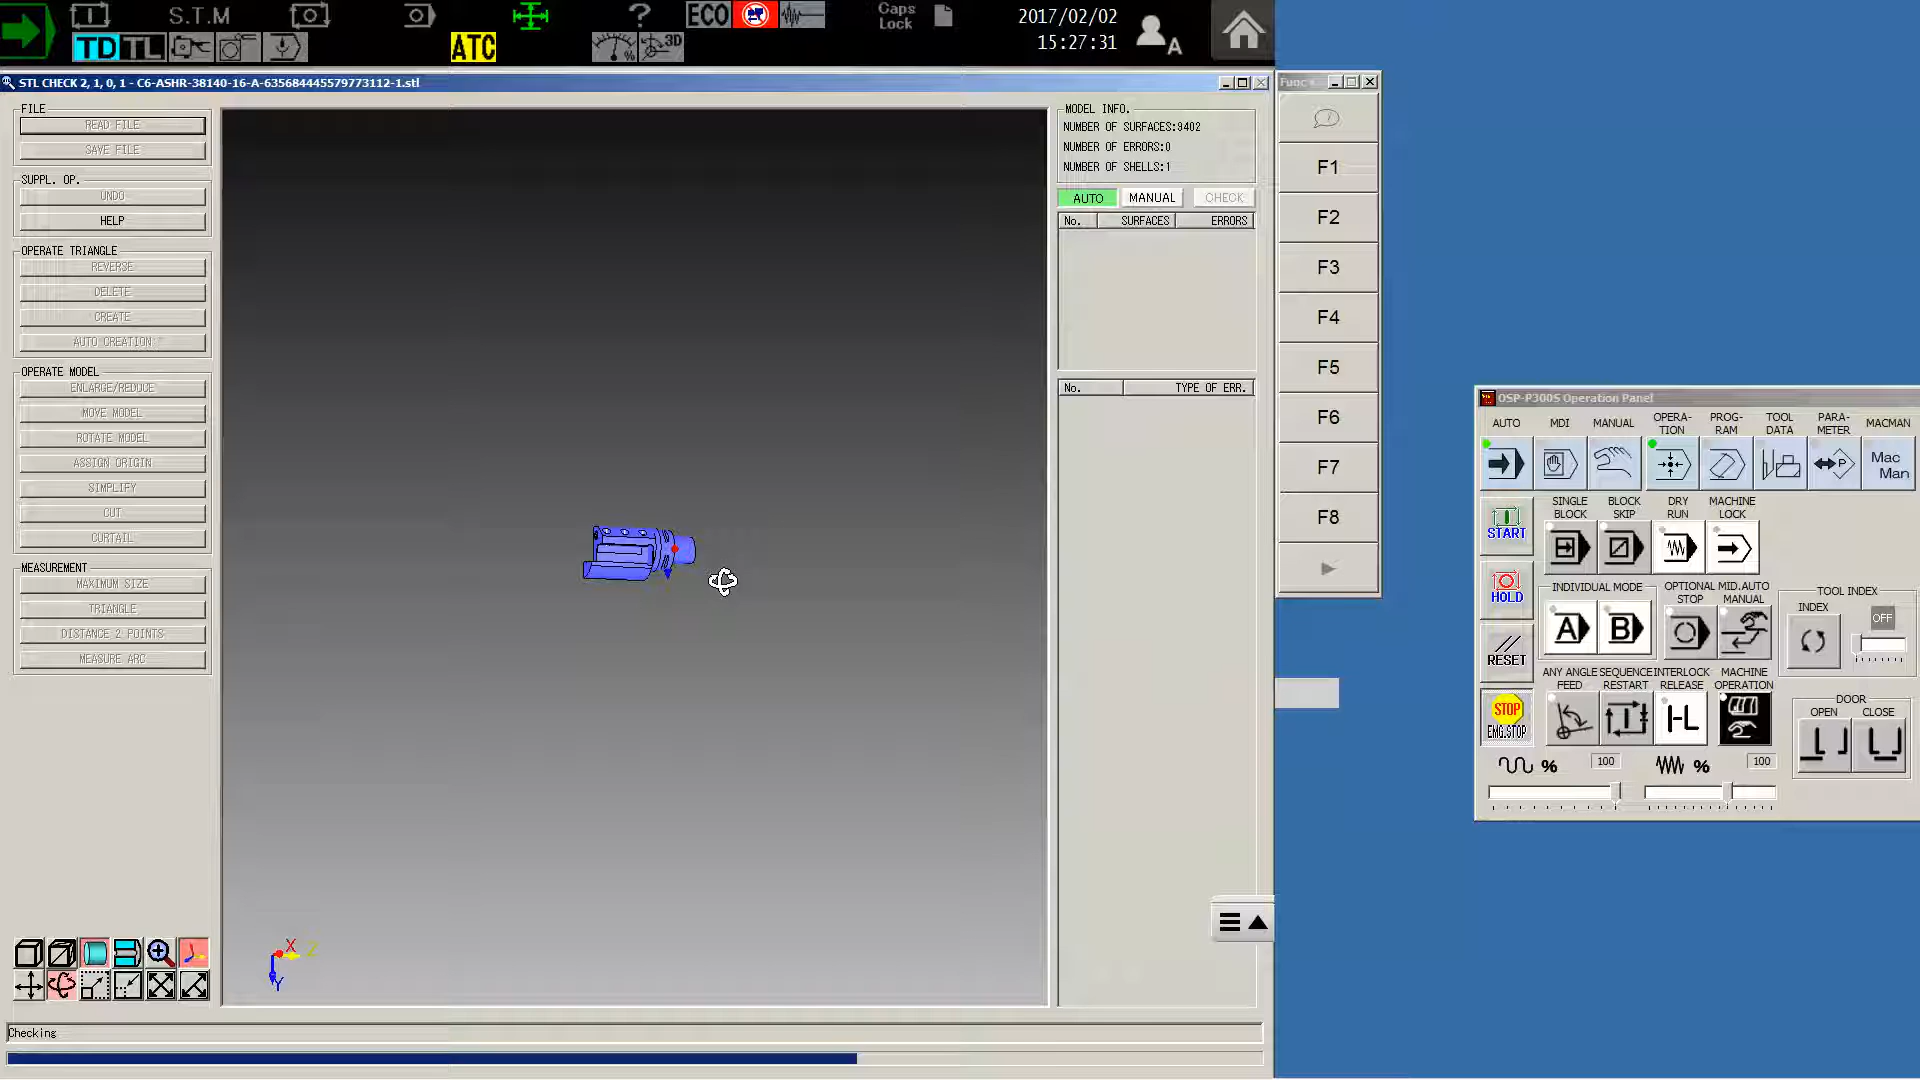 S.T.M
?
ECO
Caps
Lock
2017/02/02
15:27:31
A
TD TL
ATC
%
3D
STL CHECK 2, 1, 0, 1 - C6-ASHR-38140-16-A-635684445579773112-1.stl
FILE
READ FILE
SAVE FILE
SUPPL. OP.
UNDO
HELP
OPERATE TRIANGLE
REVERSE
DELETE
CREATE
AUTO CREATION
OPERATE MODEL
ENLARGE/REDUCE
MOVE MODEL
ROTATE MODEL
ASSIGN ORIGIN
SIMPLIFY
CUT
CURTAIL
MEASUREMENT
MAXIMUM SIZE
TRIANGLE
DISTANCE 2 POINTS
MEASURE ARC
X
Z
Y
MODEL INFO.
NUMBER OF SURFACES:9402
NUMBER OF ERRORS:0
NUMBER OF SHELLS:1
AUTO MANUAL CHECK
No. SURFACES ERRORS
No. TYPE OF ERR.
Checking
Func
F1
F2
F3
F4
F5
F6
F7
F8
OSP-P300S Operation Panel
AUTO MDI MANUAL OPERA-TION PROG-RAM TOOL DATA PARA-METER MACMAN
P
Mac
Man
START
HOLD
RESET
STOP
EMG.STOP
SINGLE BLOCK
BLOCK SKIP
DRY RUN
MACHINE LOCK
INDIVIDUAL MODE
A B
OPTIONAL STOP
MID.AUTO MANUAL
TOOL INDEX
INDEX
OFF
ANY ANGLE FEED
SEQUENCE RESTART
INTERLOCK RELEASE
MACHINE OPERATION
DOOR
OPEN CLOSE
% 100
% 100